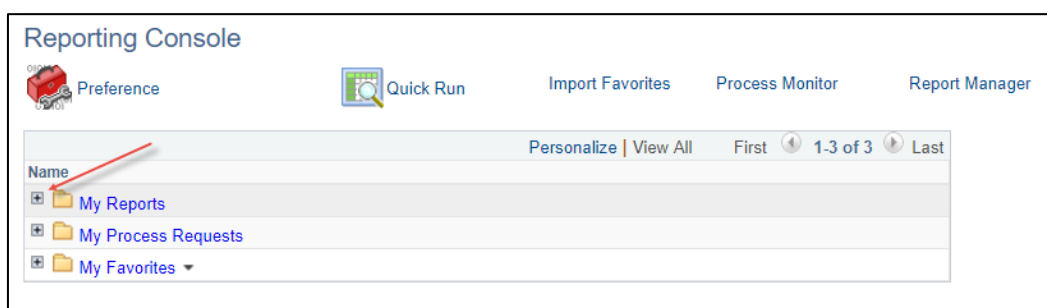 Reporting Console
Preference Quick Run Import Favorites Process Monitor Report Manager
Personalize | View All First 1-3 of 3 Last
Name
My Reports
My Process Requests
My Favorites